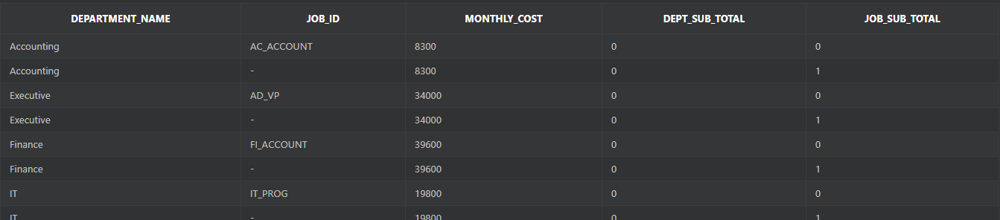 DEPARTMENT_NAME JOB_ID MONTHLY_COST DEPT_SUB_TOTAL JOB_SUB_TOTAL
Accounting AC_ACCOUNT 8300 0 0
Accounting - 8300 0 1
Executive AD_VP 34000 0 0
Executive - 34000 0 1
Finance FI_ACCOUNT 39600 0 0
Finance - 39600 0 1
IT IT_PROG 19800 0 0
IT - 19800 0 1